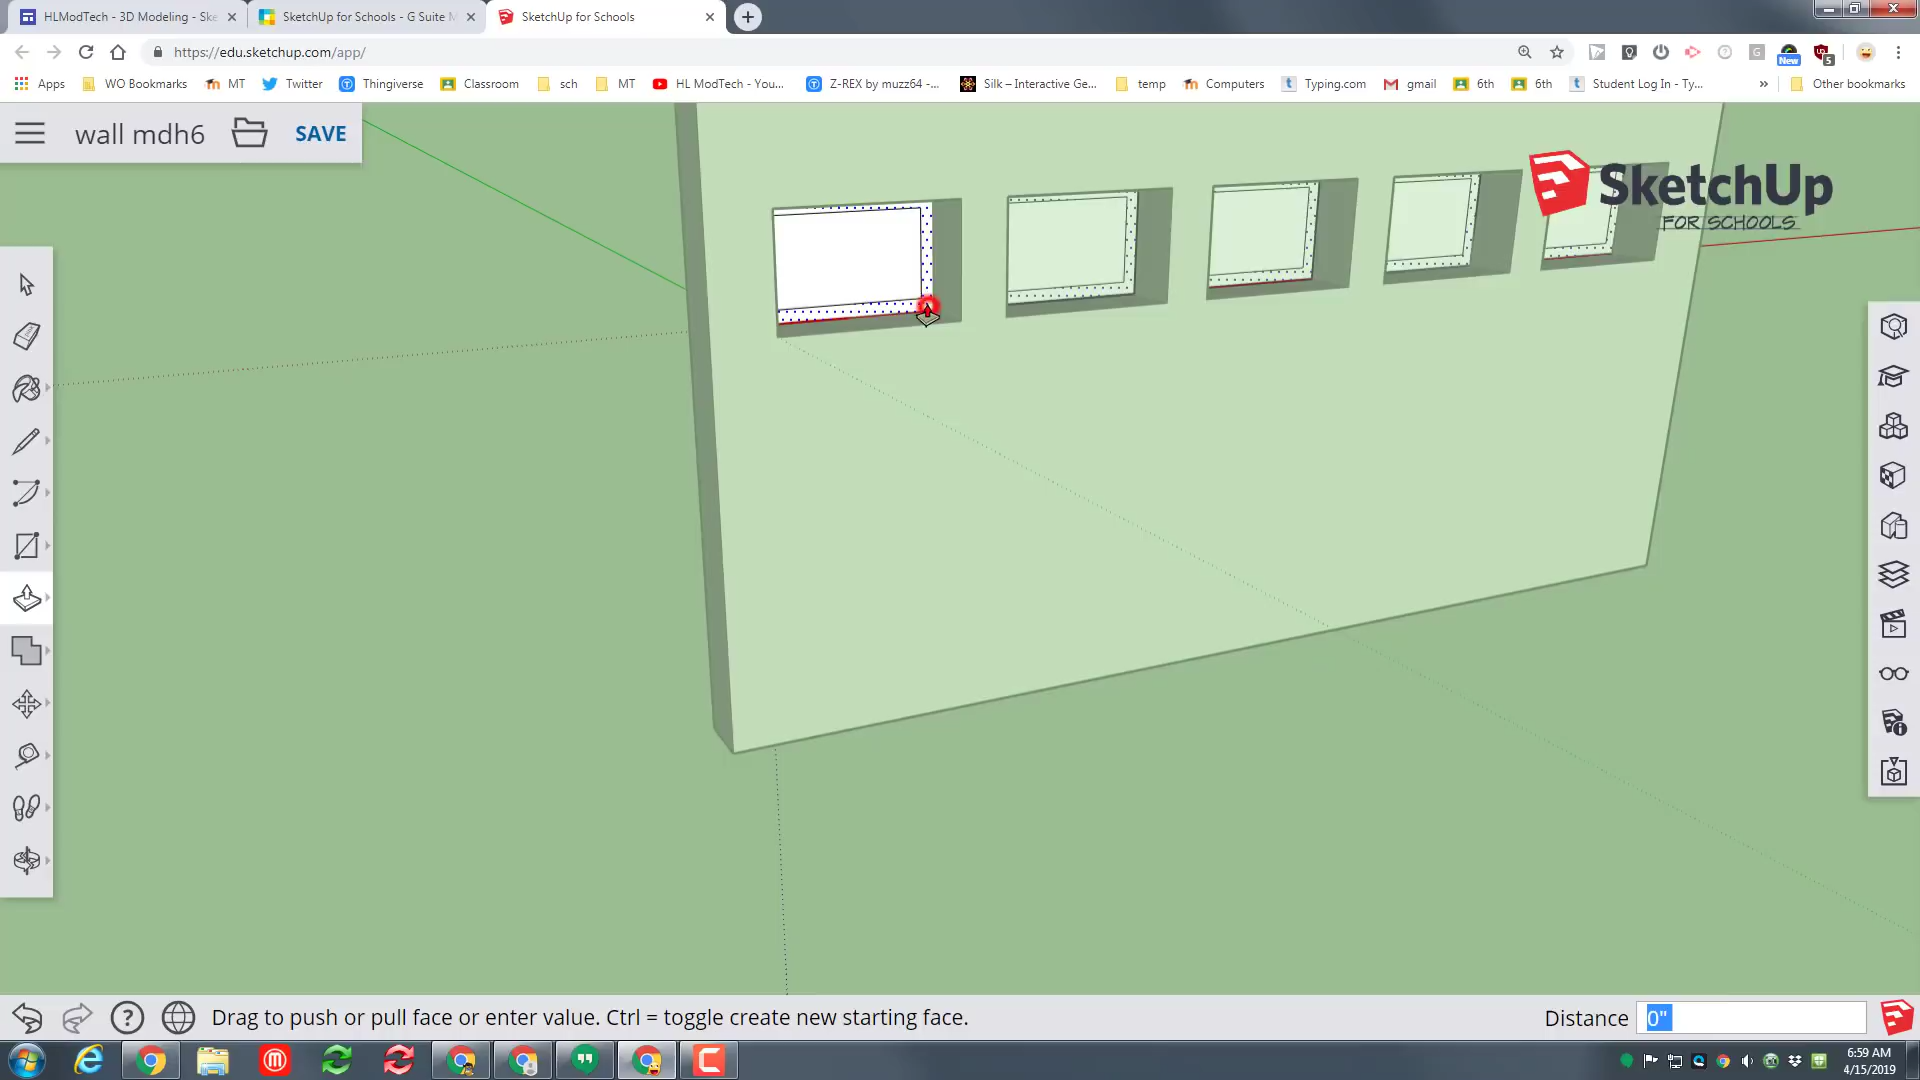 HLModTech - 3D Modeling - Ske
SketchUp for Schools - G Suite M
SketchUp for Schools
https://edu.sketchup.com/app/
New
5
Apps
WO Bookmarks
MT
Twitter
Thingiverse
Classroom
sch
MT
HL ModTech - You...
Z-REX by muzz64 -...
Silk – Interactive Ge...
temp
Computers
Typing.com
gmail
6th
6th
Student Log In - Ty...
»
Other bookmarks
wall mdh6
SAVE
SketchUp
FOR SCHOOLS
Drag to push or pull face or enter value. Ctrl = toggle create new starting face.
Distance
0"
6:59 AM
4/15/2019